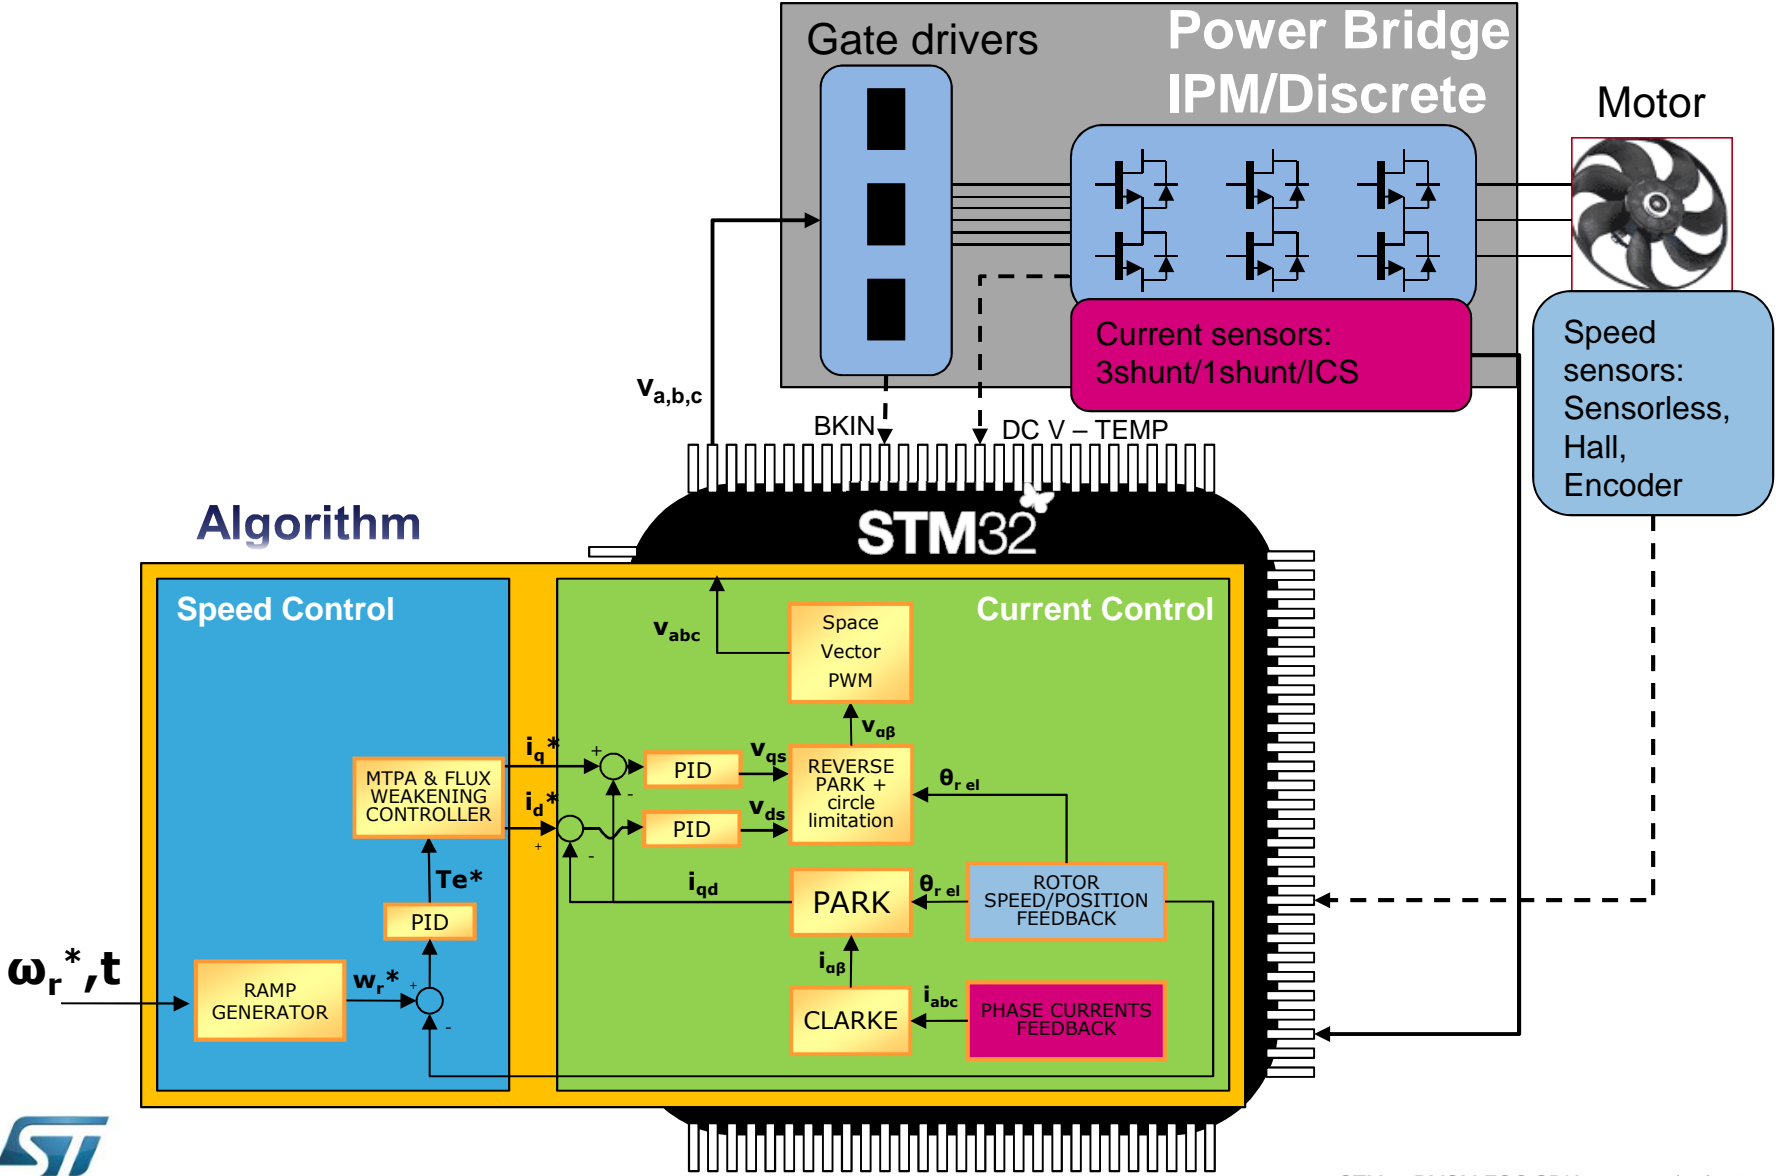 Gate drivers
Power Bridge
IPM/Discrete
Motor
Current sensors:
3shunt/1shunt/ICS
Speed
sensors:
Sensorless,
Hall,
Encoder
va,b,c
BKIN
DC V – TEMP
STM32
Algorithm
Speed Control
Current Control
vabc
Space
Vector
PWM
vαβ
iq*
+
-
PID
vqs
REVERSE
PARK +
circle
limitation
θr el
MTPA & FLUX
WEAKENING
CONTROLLER
id*
+
-
PID
vds
Te*
iqd
PARK
θr el
ROTOR
SPEED/POSITION
FEEDBACK
PID
iαβ
ωr*,t
RAMP
GENERATOR
wr*
+
-
CLARKE
iabc
PHASE CURRENTS
FEEDBACK
ST